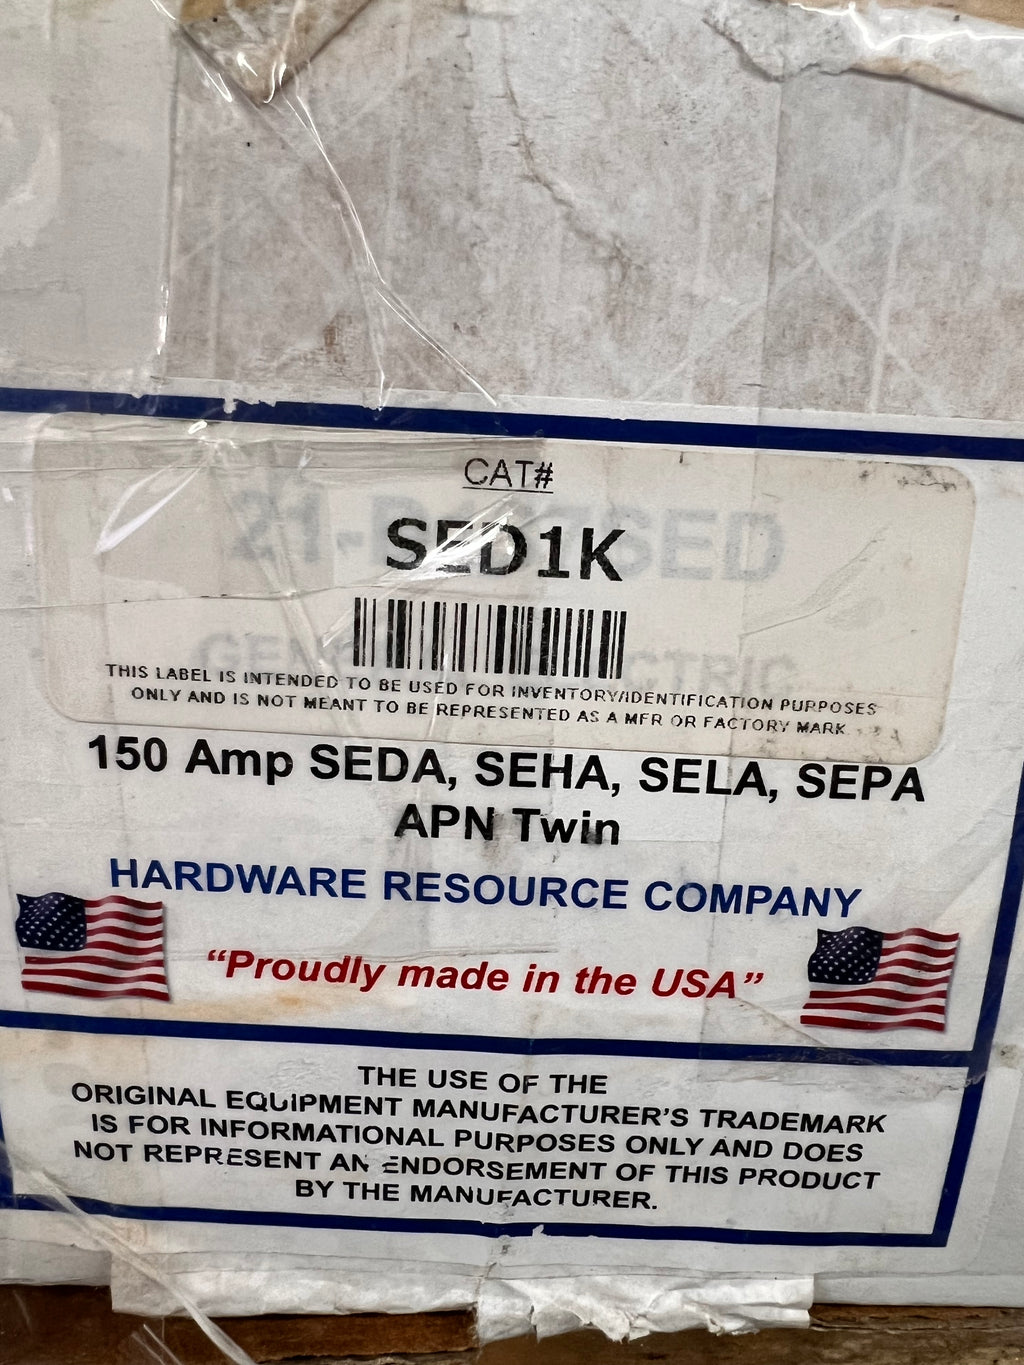 CAT#
SED1K
THIS LABEL IS INTENDED TO BE USED FOR INVENTORY/IDENTIFICATION PURPOSES
ONLY AND IS NOT MEANT TO BE REPRESENTED AS A MFR OR FACTORY MARK
150 Amp SEDA, SEHA, SELA, SEPA
APN Twin
HARDWARE RESOURCE COMPANY
“Proudly made in the USA”
THE USE OF THE
ORIGINAL EQUIPMENT MANUFACTURER'S TRADEMARK
IS FOR INFORMATIONAL PURPOSES ONLY AND DOES
NOT REPRESENT AN ENDORSEMENT OF THIS PRODUCT
BY THE MANUFACTURER.